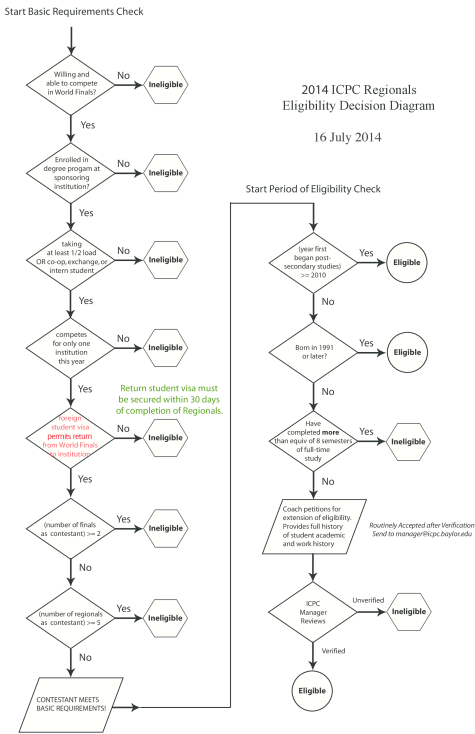 Start Basic Requirements Check
Willing and
able to compete
in World Finals?
No
Ineligible
Yes
Enrolled in
degree progam at
sponsoring
institution?
No
Ineligible
Yes
taking
at least 1/2 load
OR co-op, exchange, or
intern student
No
Ineligible
Yes
competes
for only one
institution
this year
No
Ineligible
Yes
Return student visa must
be secured within 30 days
of completion of Regionals.
foreign
student visa
permits return
from World Finals
to institution
No
Ineligible
Yes
(number of finals
as contestant) >= 2
Yes
Ineligible
No
(number of regionals
as contestant) >= 5
Yes
Ineligible
No
CONTESTANT MEETS
BASIC REQUIREMENTS!
2014 ICPC Regionals
Eligibility Decision Diagram
16 July 2014
Start Period of Eligibility Check
(year first
began post-
secondary studies)
>= 2010
Yes
Eligible
No
Born in 1991
or later?
Yes
Eligible
No
Have
completed more
than equiv of 8 semesters
of full-time
study
Yes
Ineligible
No
Coach petitions for
extension of eligibility.
Provides full history
of student academic
and work history
Routinely Accepted after Verification
Send to manager@icpc.baylor.edu
ICPC
Manager
Reviews
Unverified
Ineligible
Verified
Eligible